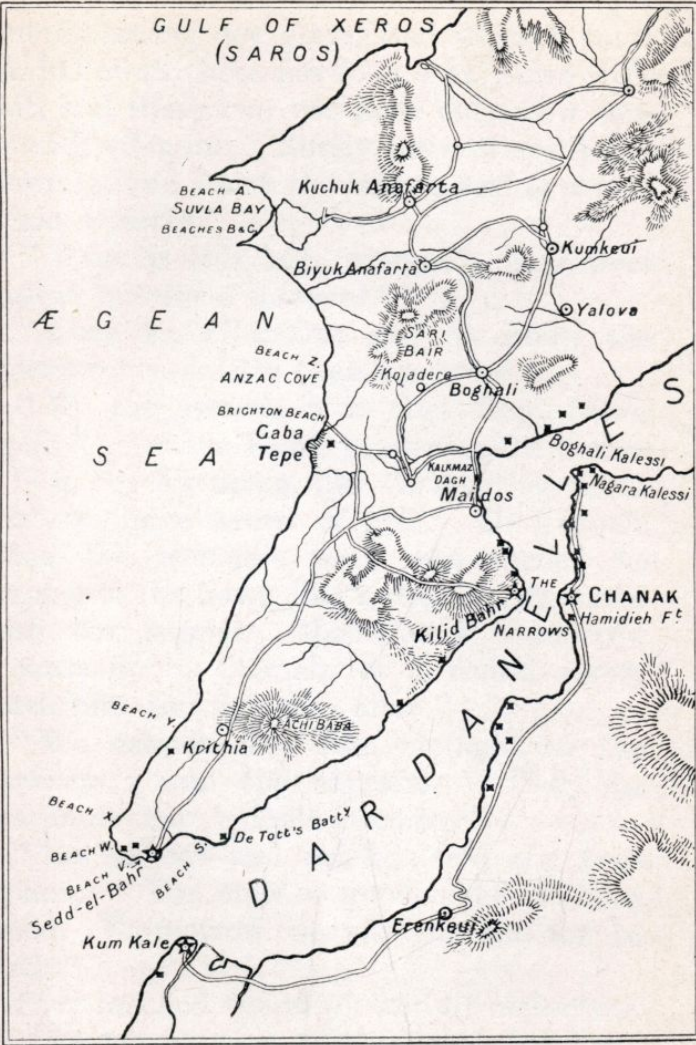 GULF OF XEROS
(SAROS)
BEACH A.
SUVLA BAY
BEACHES B&C.
Kuchuk Anafarta
Biyuk Anafarta
Kumkeui
Yalova
ÆGEAN
SEA
SARI
BAIR
BEACH Z.
ANZAC COVE
Kojadere
Boghali
BRIGHTON BEACH
Gaba
Tepe
KALKMAZ
DAGH
Maidos
Boghali Kalessi
Nagara Kalessi
DARDANELLES
THE
NARROWS
CHANAK
Hamidieh Ft
Kilid Bahr
BEACH Y
ACHI BABA
Krithia
BEACH X.
BEACH W.
BEACH V.
Sedd-el-Bahr
BEACH S.
De Tott's Batty
Kum Kale
Erenkeui